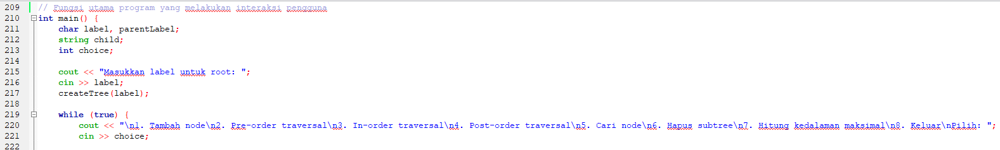 209 // Fungsi utama program yang melakukan interaksi pengguna
210 int main() {
211 char label, parentLabel;
212 string child;
213 int choice;
214
215 cout << "Masukkan label untuk root: ";
216 cin >> label;
217 createTree(label);
218
219 while (true) {
220 cout << "\n1. Tambah node\n2. Pre-order traversal\n3. In-order traversal\n4. Post-order traversal\n5. Cari node\n6. Hapus subtree\n7. Hitung kedalaman maksimal\n8. Keluar\nPilih: ";
221 cin >> choice;
222